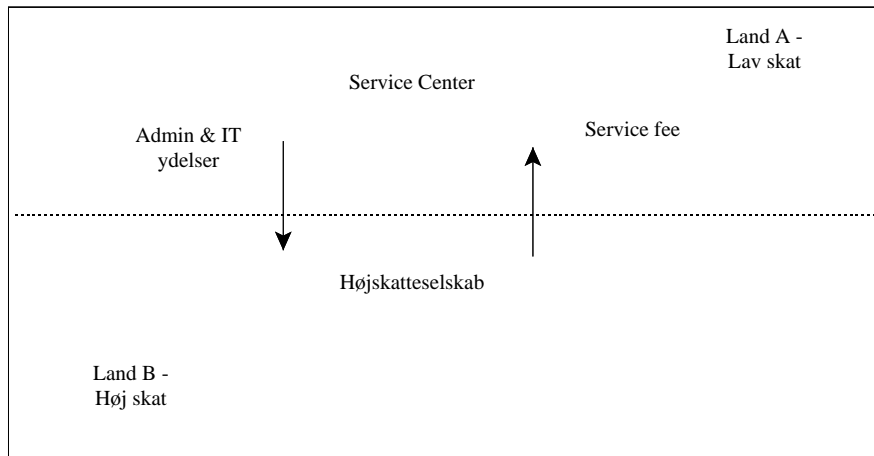 Land A -
Lav skat
Service Center
Service fee
Admin & IT
ydelser
Højskatteselskab
Land B -
Høj skat